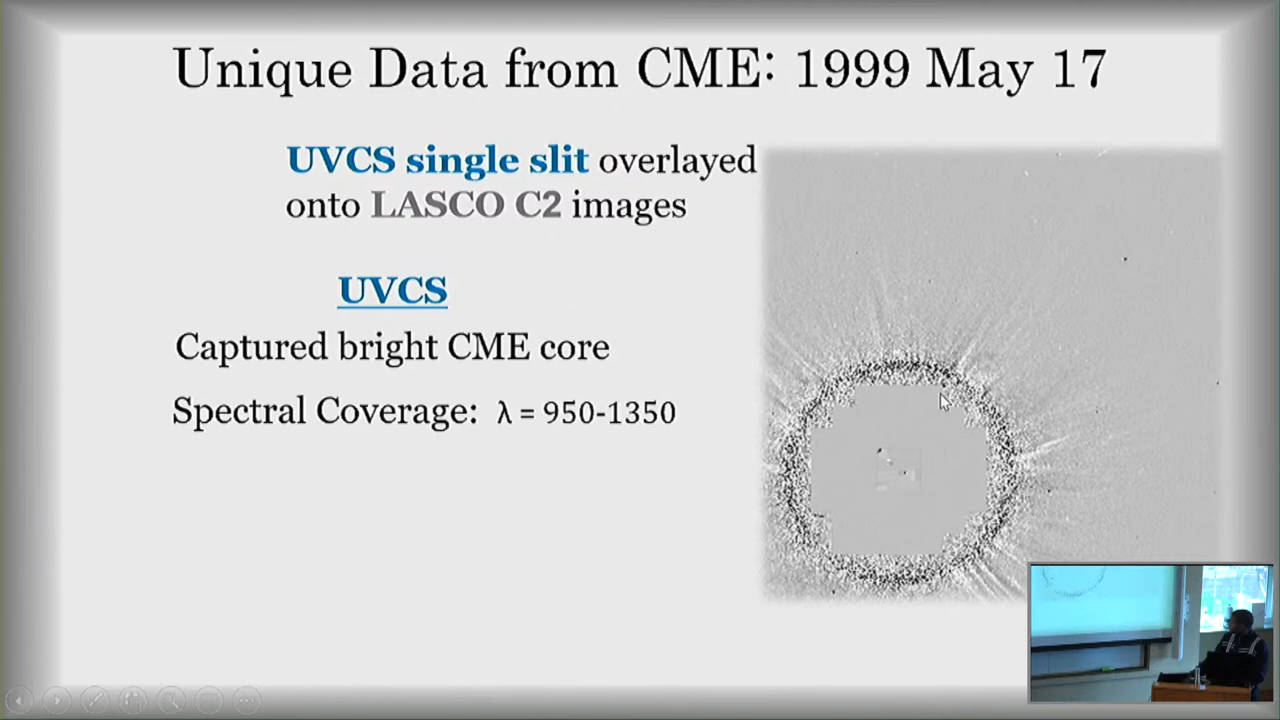 Unique Data from CME: 1999 May 17
UVCS single slit overlayed
onto LASCO C2 images
UVCS
Captured bright CME core
Spectral Coverage: λ = 950-1350